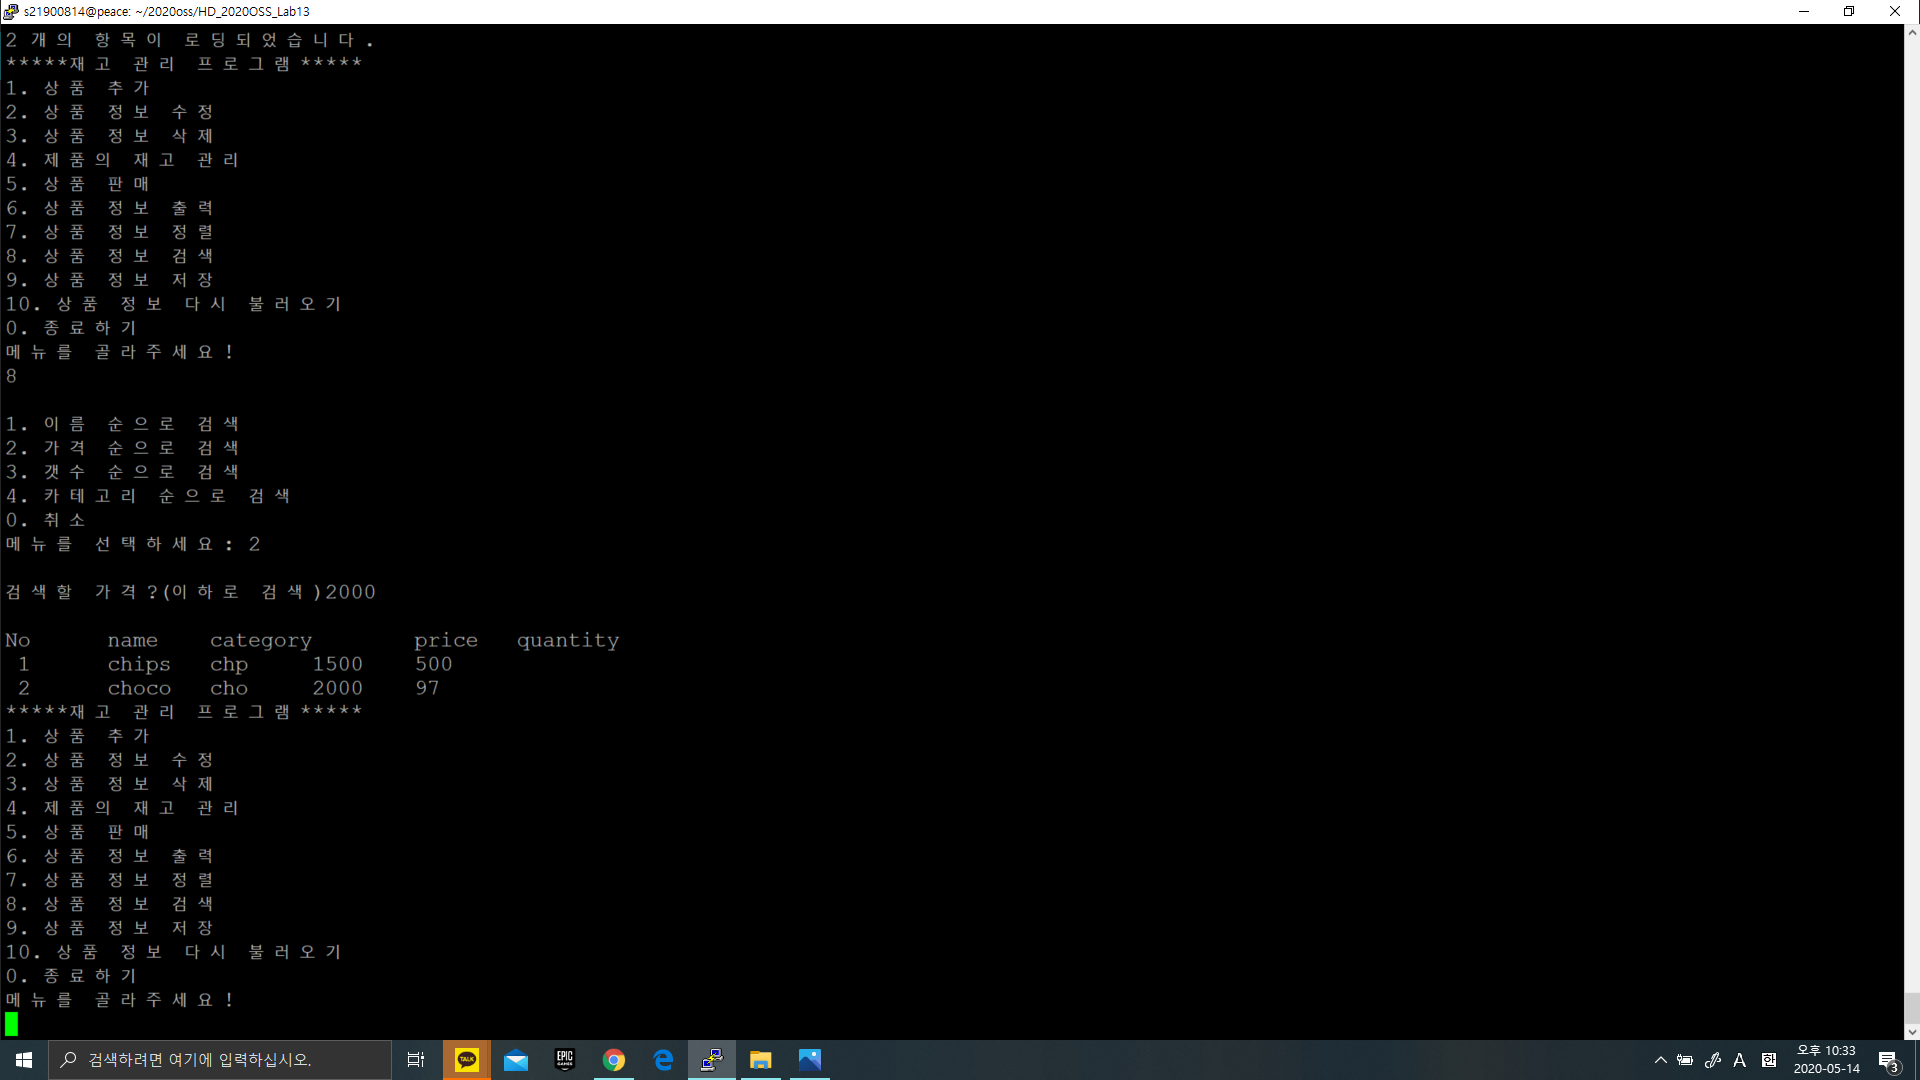 s21900814@peace: ~/2020oss/HD_2020OSS_Lab13
2 개의 항목이 로딩되었습니다.
*****재고 관리 프로그램*****
1. 상품 추가
2. 상품 정보 수정
3. 상품 정보 삭제
4. 제품의 재고 관리
5. 상품 판매
6. 상품 정보 출력
7. 상품 정보 정렬
8. 상품 정보 검색
9. 상품 정보 저장
10. 상품 정보 다시 불러오기
0. 종료하기
메뉴를 골라주세요!
8
1. 이름 순으로 검색
2. 가격 순으로 검색
3. 갯수 순으로 검색
4. 카테고리 순으로 검색
0. 취소
메뉴를 선택하세요: 2
검색할 가격?(이하로 검색)2000
No name category price quantity
1 chips chp 1500 500
2 choco cho 2000 97
*****재고 관리 프로그램*****
1. 상품 추가
2. 상품 정보 수정
3. 상품 정보 삭제
4. 제품의 재고 관리
5. 상품 판매
6. 상품 정보 출력
7. 상품 정보 정렬
8. 상품 정보 검색
9. 상품 정보 저장
10. 상품 정보 다시 불러오기
0. 종료하기
메뉴를 골라주세요!
검색하려면 여기에 입력하십시오.
TALK
EPIC GAMES
A 한
오후 10:33
2020-05-14
3